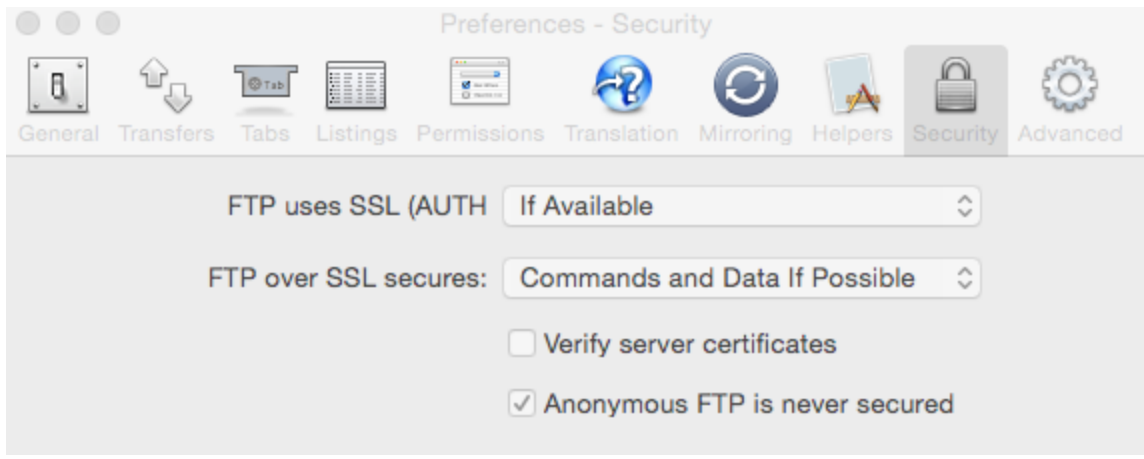 Preferences - Security
Tab
General Transfers Tabs Listings Permissions Translation Mirroring Helpers Security Advanced
FTP uses SSL (AUTH If Available
FTP over SSL secures: Commands and Data If Possible
Verify server certificates
Anonymous FTP is never secured